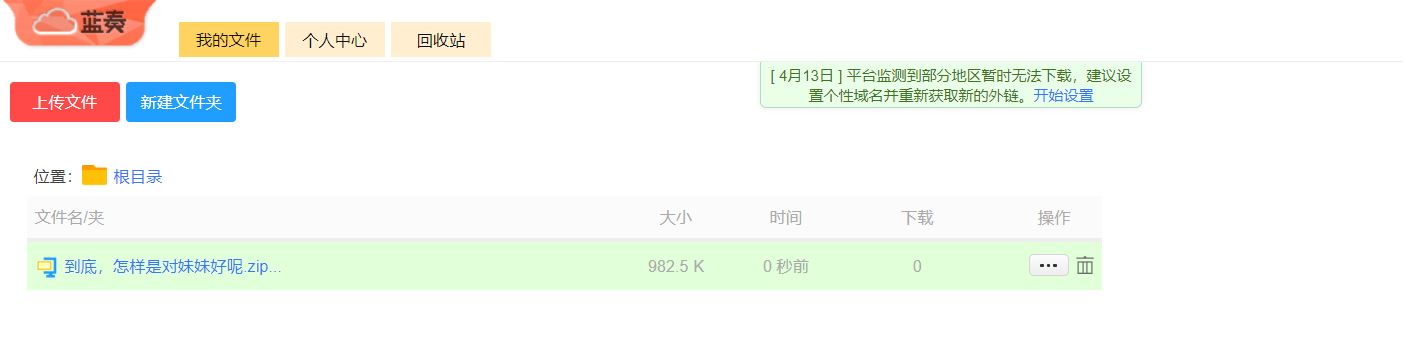 蓝奏
我的文件 个人中心 回收站
[ 4月13日 ] 平台监测到部分地区暂时无法下载，建议设
置个性域名并重新获取新的外链。开始设置
上传文件 新建文件夹
位置： 根目录
文件名/夹 大小 时间 下载 操作
到底，怎样是对妹妹好呢.zip... 982.5 K 0 秒前 0